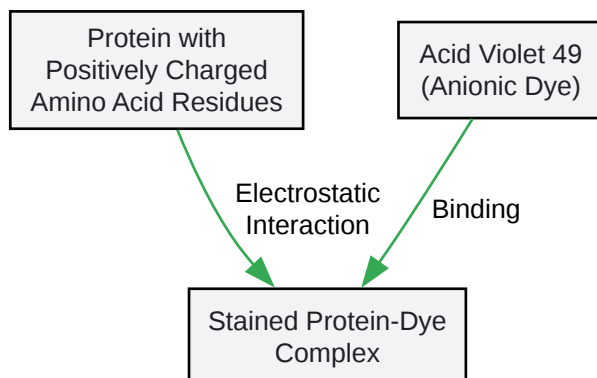 Protein with
Positively Charged
Amino Acid Residues
Acid Violet 49
(Anionic Dye)
Electrostatic
Interaction
Binding
Stained Protein-Dye
Complex